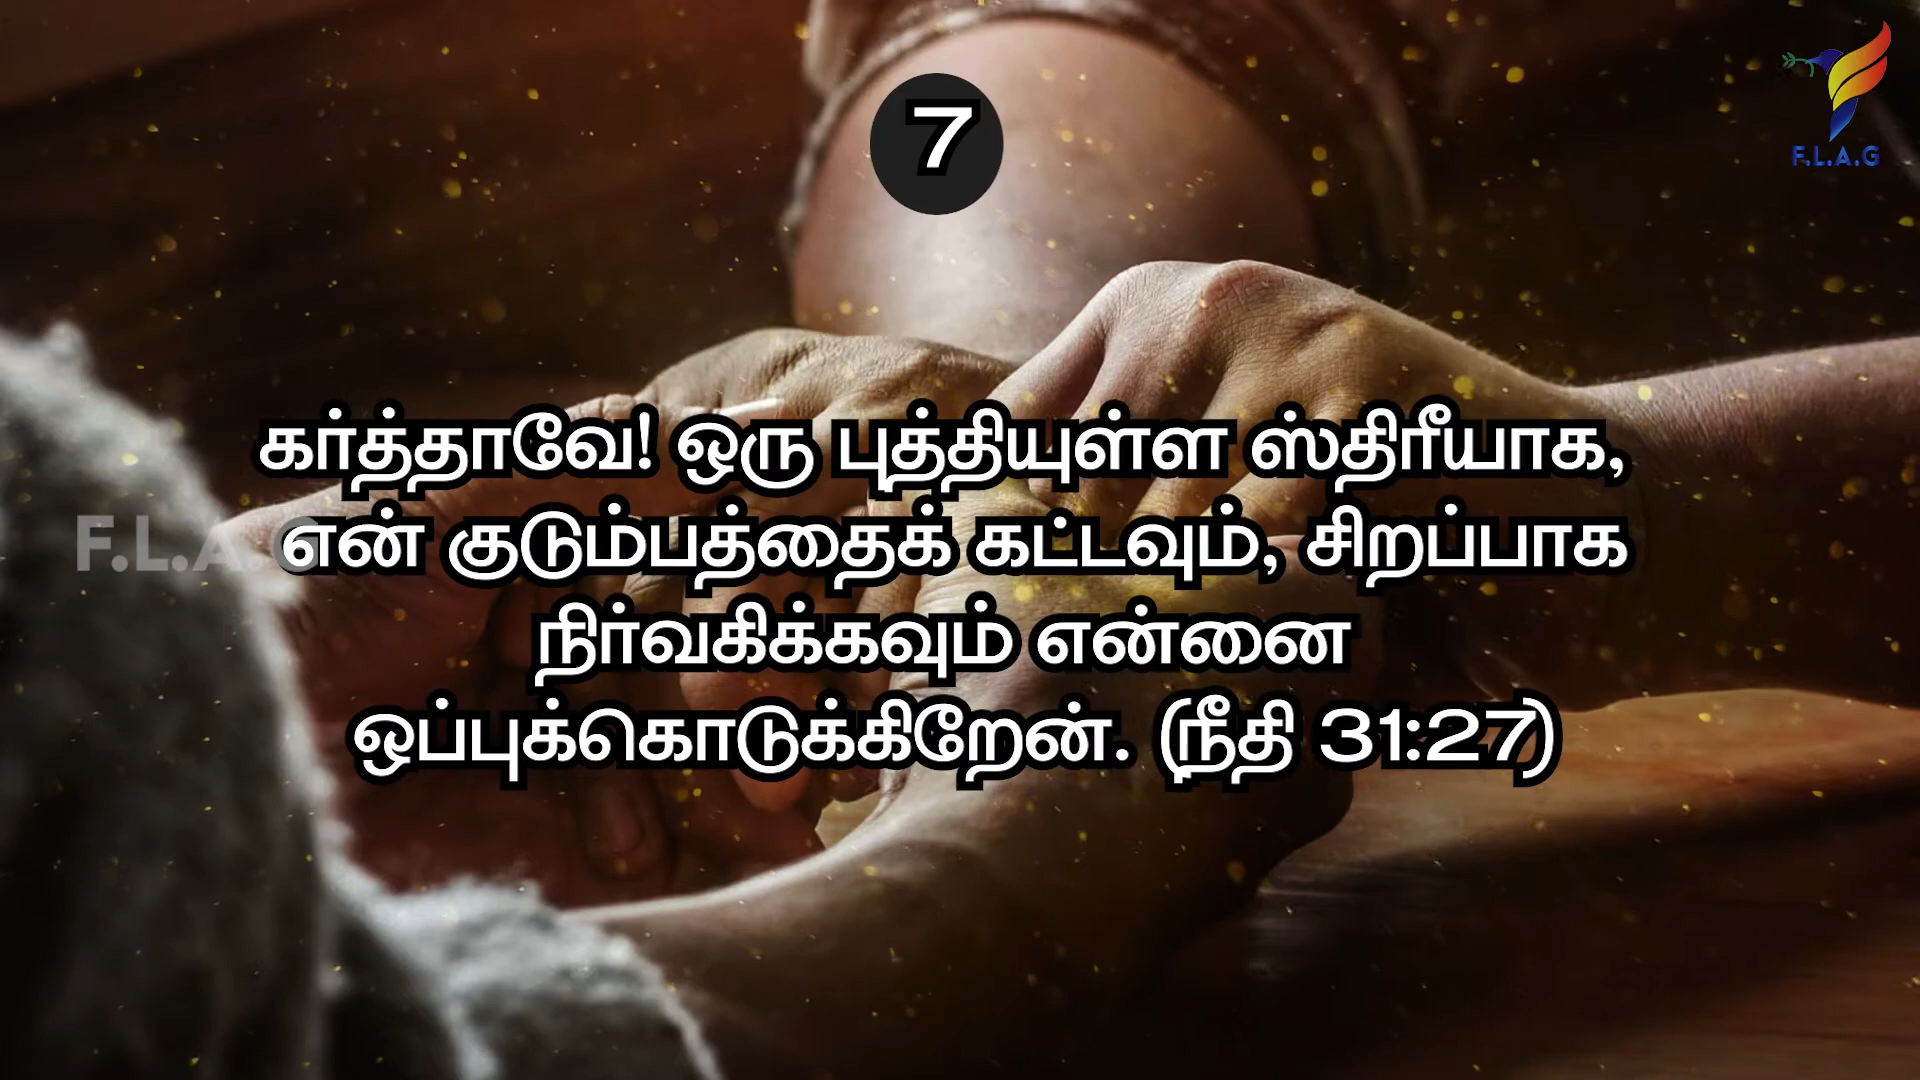 7
F.L.A.G
கர்த்தாவே! ஒரு புத்தியுள்ள ஸ்திரீயாக,
என் குடும்பத்தைக் கட்டவும், சிறப்பாக
நிர்வகிக்கவும் என்னை
ஒப்புக்கொடுக்கிறேன். (நீதி 31:27)
F.L.A.G